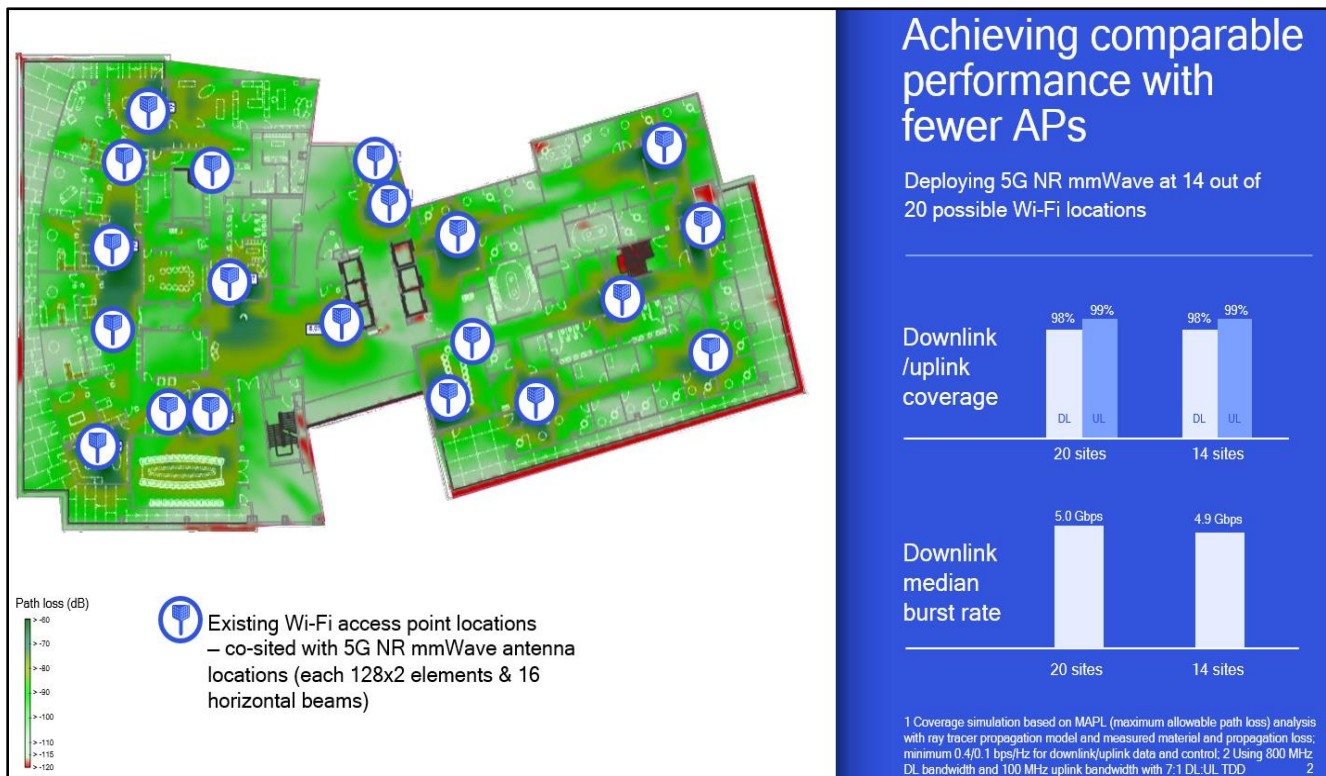 Achieving comparable
performance with
fewer APs
Deploying 5G NR mmWave at 14 out of
20 possible Wi-Fi locations
Downlink
/uplink
coverage
98%
99%
98%
99%
DL
UL
DL
UL
20 sites
14 sites
Downlink
median
burst rate
5.0 Gbps
4.9 Gbps
20 sites
14 sites
Path loss (dB)
> -60
> -70
> -80
> -90
> -100
> -110
> -115
> -120
Existing Wi-Fi access point locations
– co-sited with 5G NR mmWave antenna
locations (each 128x2 elements & 16
horizontal beams)
1 Coverage simulation based on MAPL (maximum allowable path loss) analysis
with ray tracer propagation model and measured material and propagation loss;
minimum 0.4/0.1 bps/Hz for downlink/uplink data and control; 2 Using 800 MHz
DL bandwidth and 100 MHz uplink bandwidth with 7:1 DL:UL TDD
2